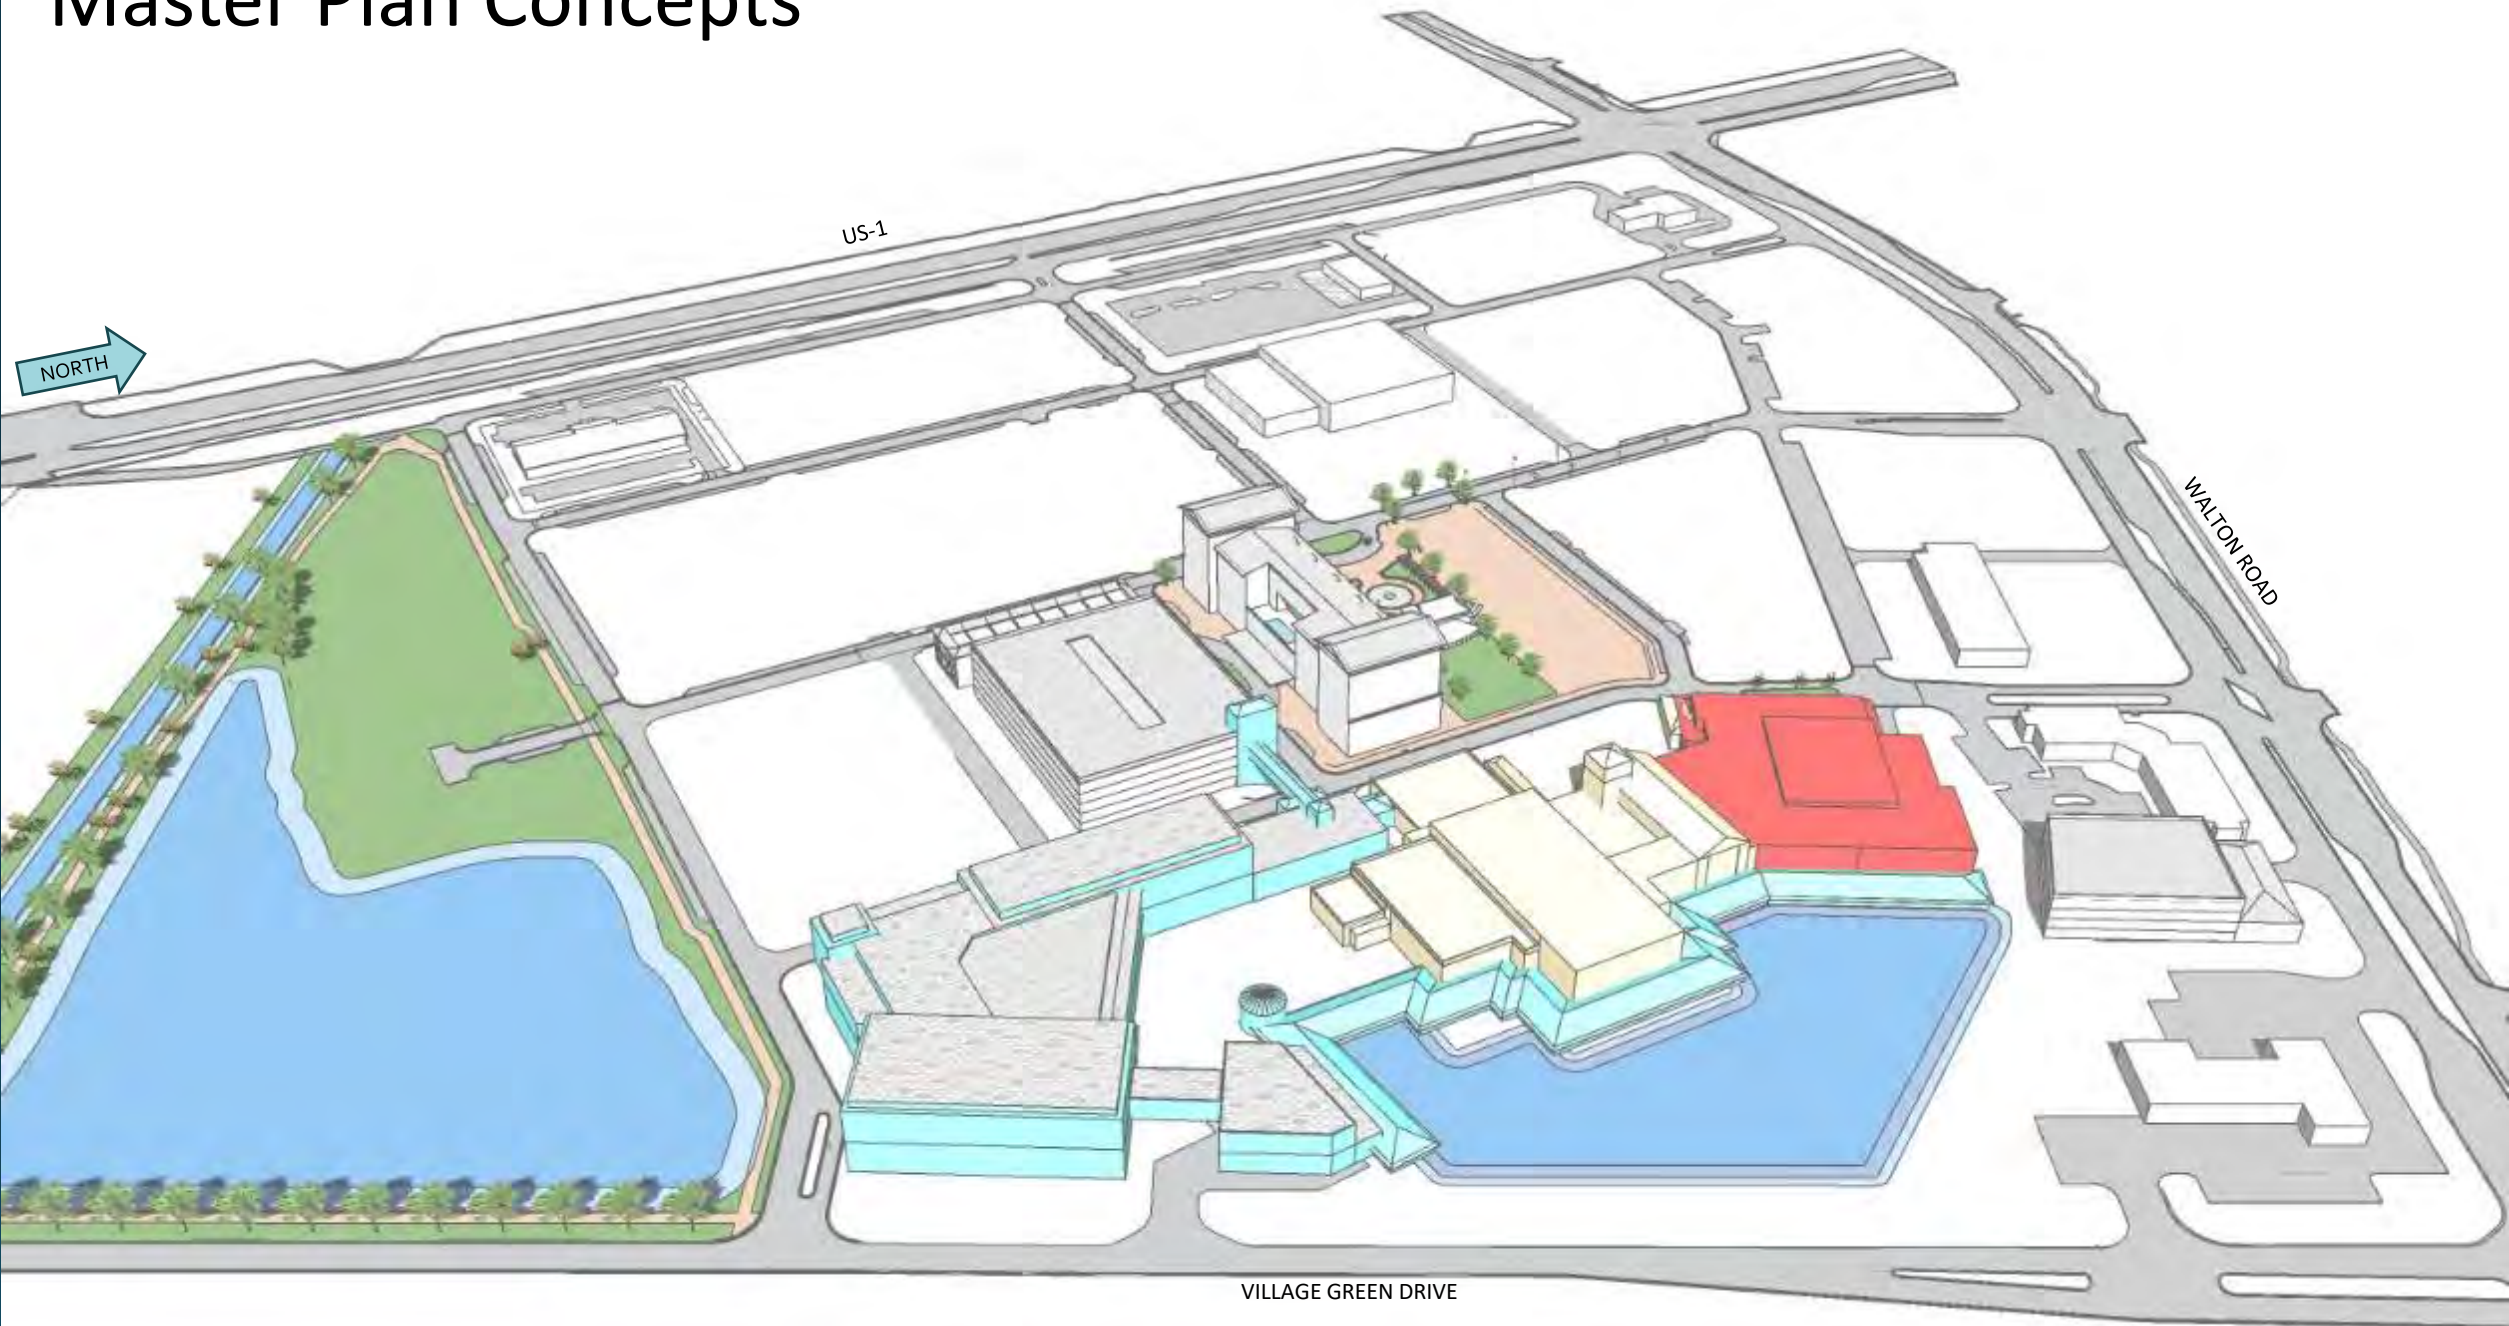 Master Plan Concepts
US-1
NORTH
WALTON ROAD
VILLAGE GREEN DRIVE